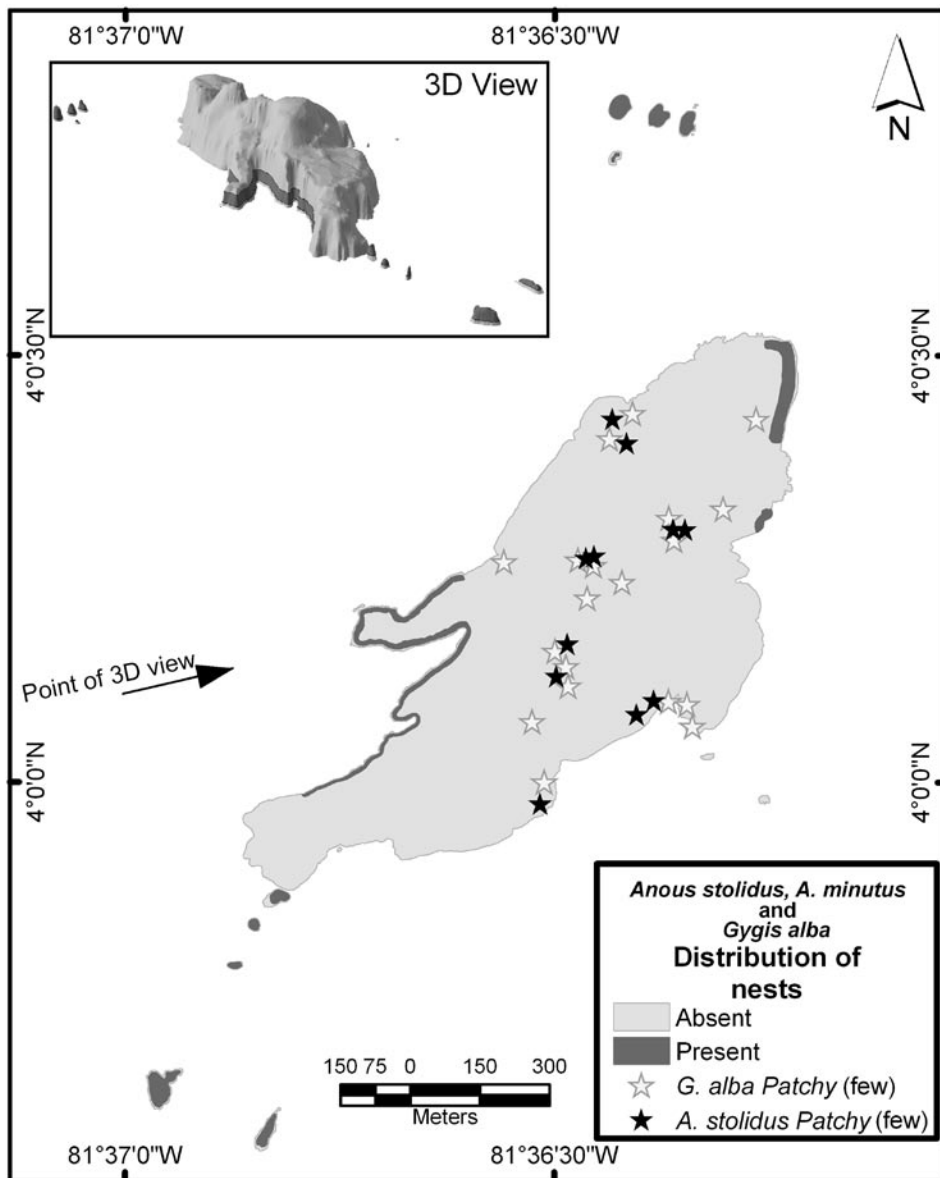 81°37'0"W
81°36'30"W
3D View
N
4°0'30"N
4°0'30"N
Point of 3D view
4°0'0"N
4°0'0"N
Anous stolidus, A. minutus
and
Gygis alba
Distribution of
nests
Absent
Present
G. alba Patchy (few)
A. stolidus Patchy (few)
150 75 0 150 300
Meters
81°37'0"W
81°36'30"W